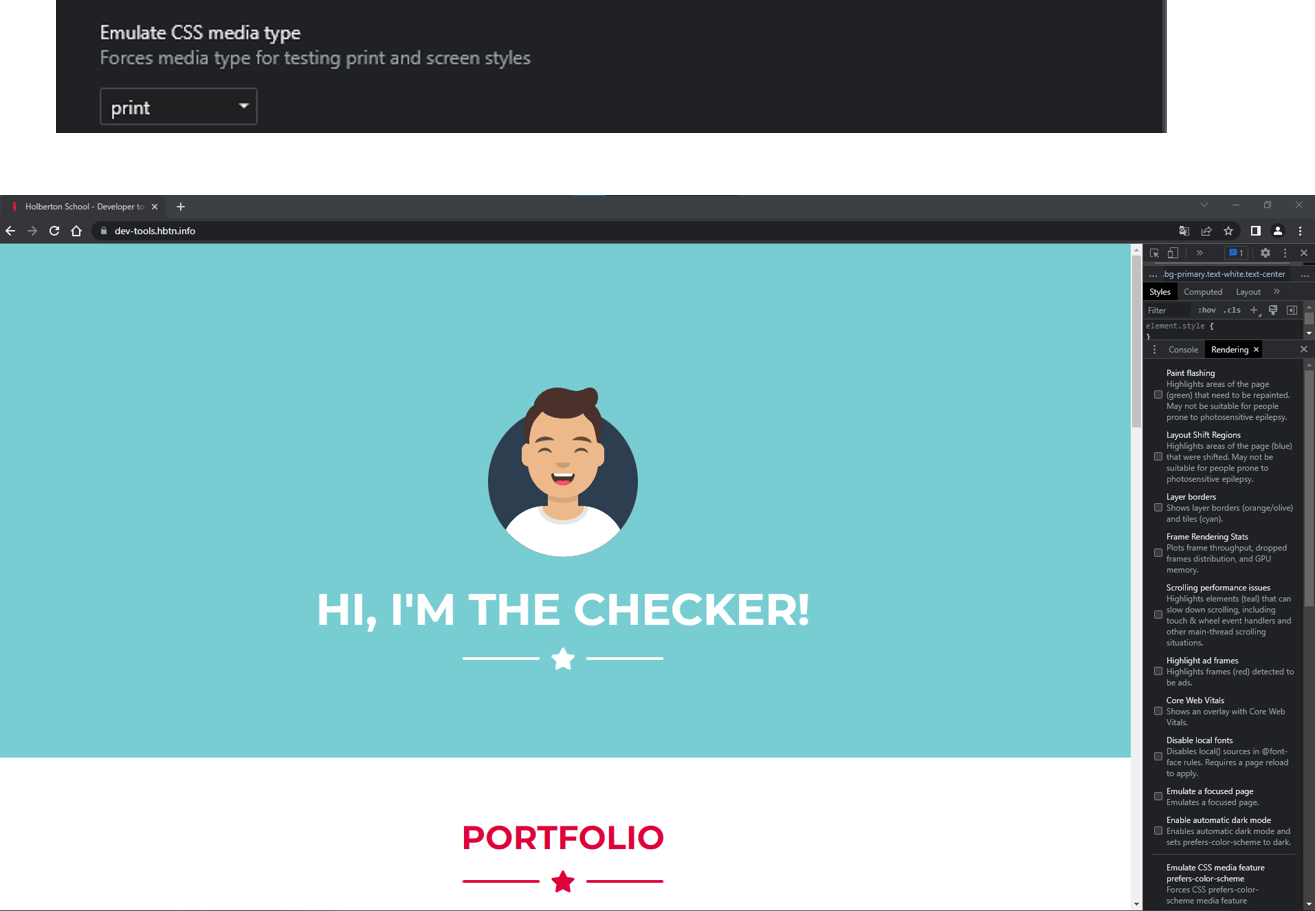 Emulate CSS media type
Forces media type for testing print and screen styles
print
Holberton School - Developer to
dev-tools.hbtn.info
1
... .bg-primary.text-white.text-center ...
Styles Computed Layout »
Filter :hov .cls +
element.style {
}
Console Rendering ×
Paint flashing
Highlights areas of the page
(green) that need to be repainted.
May not be suitable for people
prone to photosensitive epilepsy.
Layout Shift Regions
Highlights areas of the page (blue)
that were shifted. May not be
suitable for people prone to
photosensitive epilepsy.
Layer borders
Shows layer borders (orange/olive)
and tiles (cyan).
Frame Rendering Stats
Plots frame throughput, dropped
frames distribution, and GPU
memory.
Scrolling performance issues
Highlights elements (teal) that can
slow down scrolling, including
touch & wheel event handlers and
other main-thread scrolling
situations.
Highlight ad frames
Highlights frames (red) detected to
be ads.
Core Web Vitals
Shows an overlay with Core Web
Vitals.
Disable local fonts
Disables local() sources in @font-
face rules. Requires a page reload
to apply.
Emulate a focused page
Emulates a focused page.
Enable automatic dark mode
Enables automatic dark mode and
sets prefers-color-scheme to dark.
Emulate CSS media feature
prefers-color-scheme
Forces CSS prefers-color-
scheme media feature
HI, I'M THE CHECKER!
PORTFOLIO